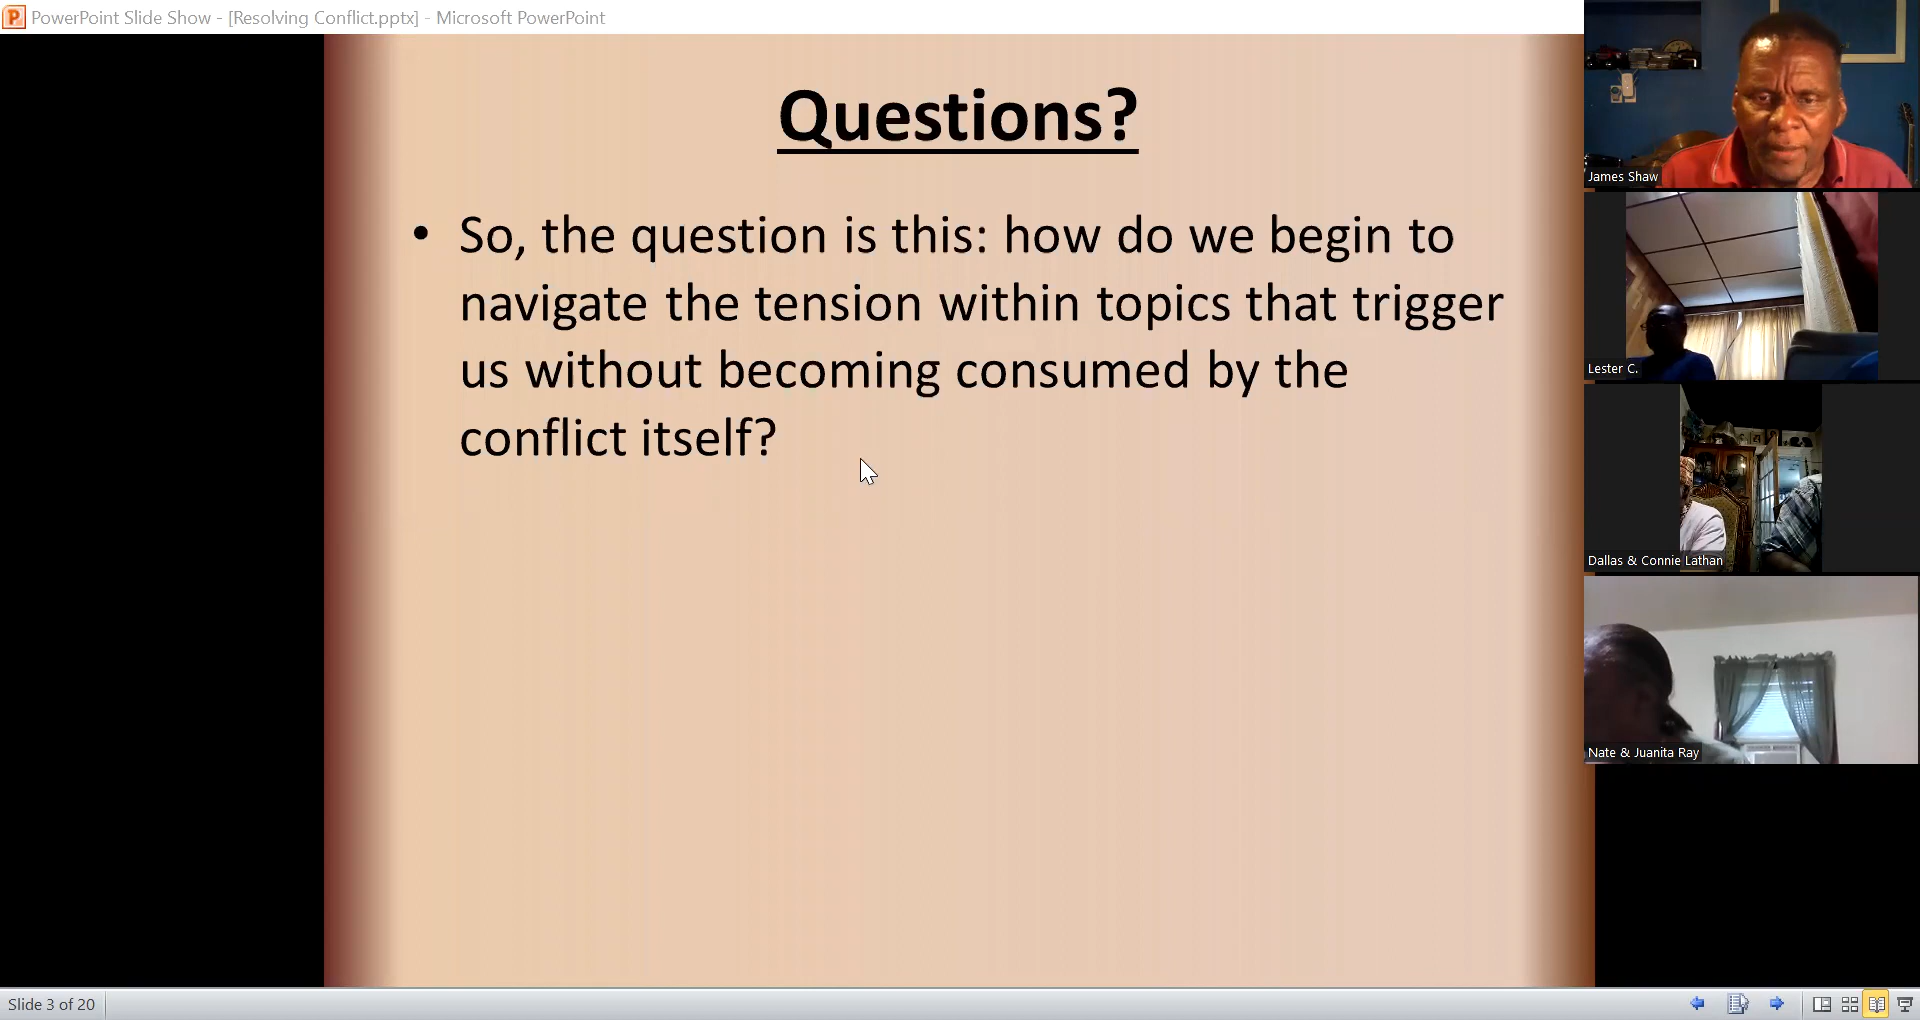 PowerPoint Slide Show - [Resolving Conflict.pptx] - Microsoft PowerPoint
Questions?
• So, the question is this: how do we begin to
navigate the tension within topics that trigger
us without becoming consumed by the
conflict itself?
James Shaw
Lester C.
Dallas & Connie Lathan
Nate & Juanita Ray
Slide 3 of 20